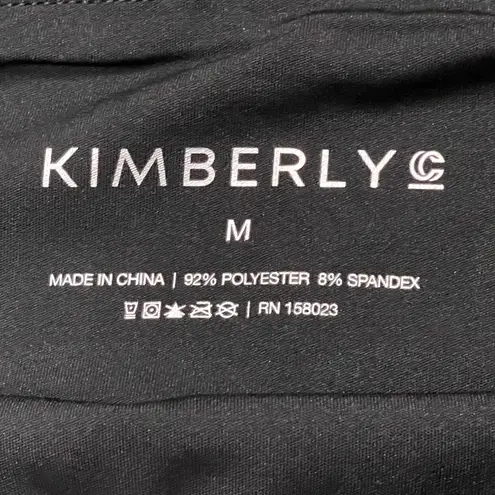 KIMBERLY C
M
MADE IN CHINA | 92% POLYESTER 8% SPANDEX
| RN 158023